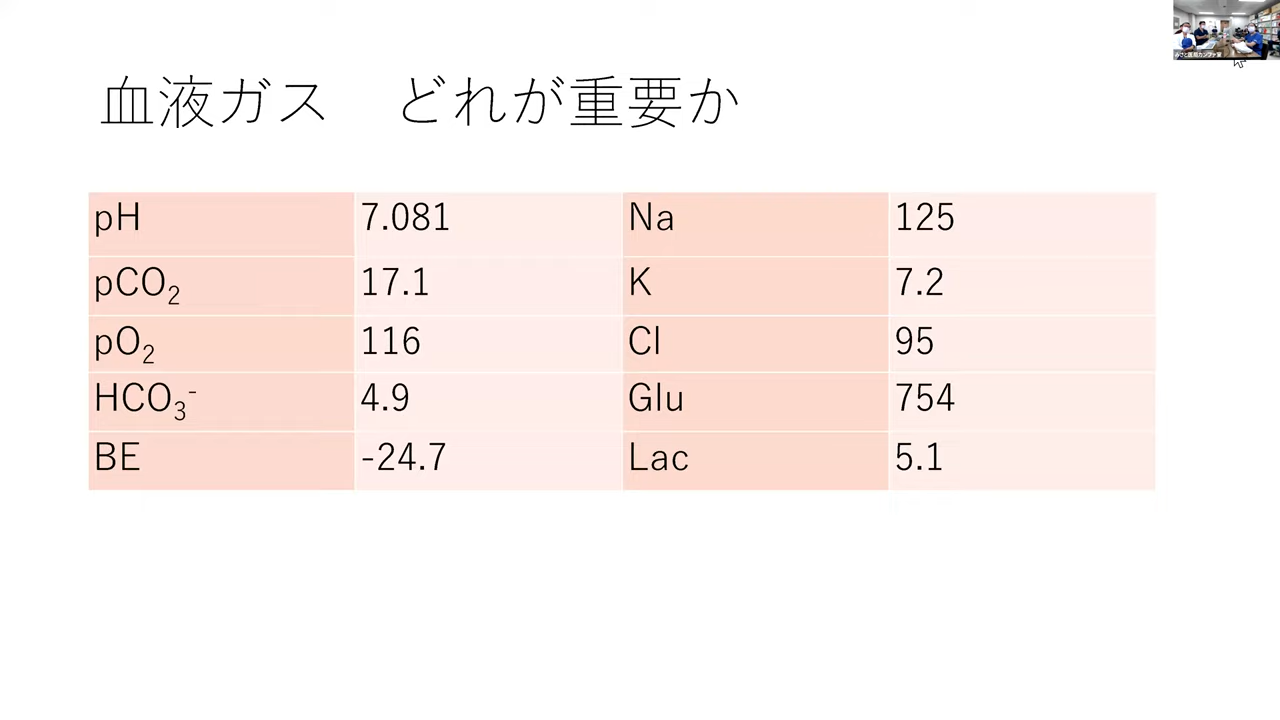 血液ガス　どれが重要か
pH 7.081 Na 125
pCO₂ 17.1 K 7.2
pO₂ 116 Cl 95
HCO₃⁻ 4.9 Glu 754
BE -24.7 Lac 5.1